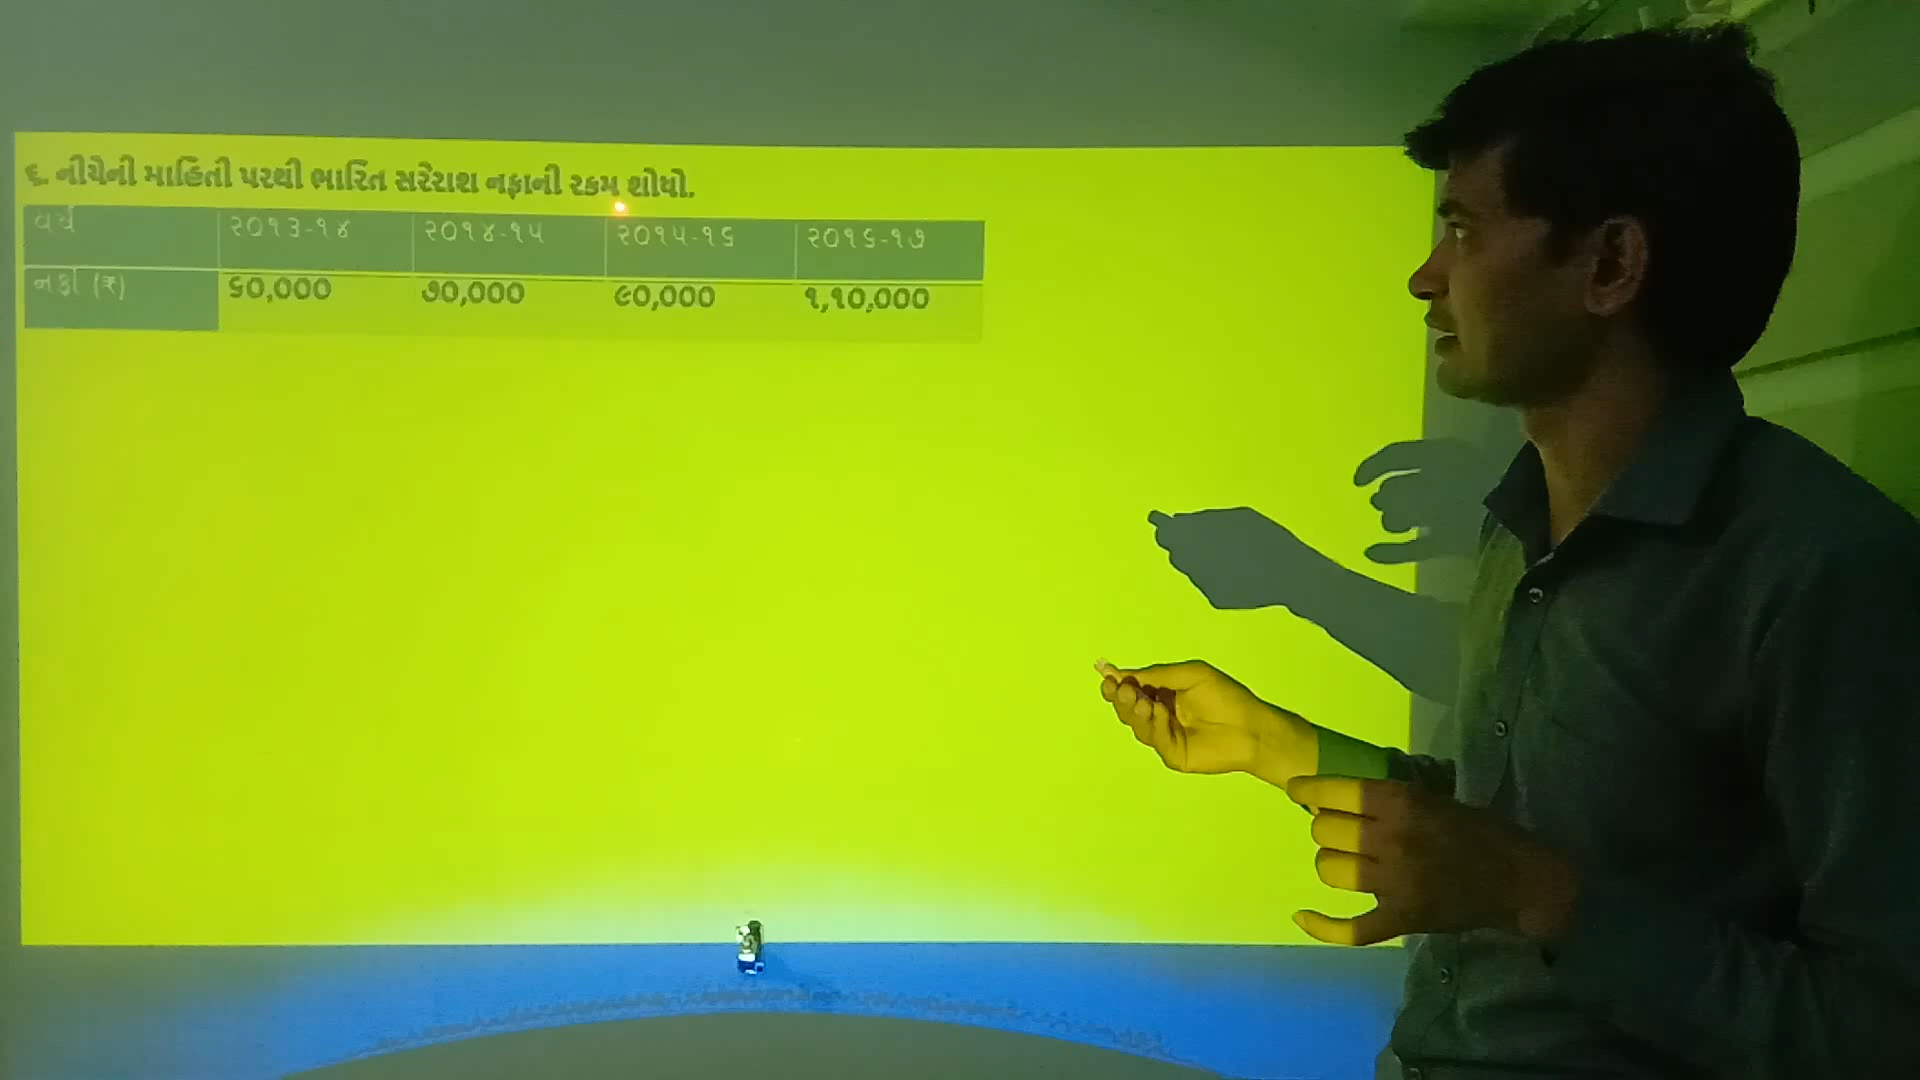 ૬. નીચેની માહિતી પરથી ભારિત સરેરાશ નફાની રકમ શોધો.
વર્ષ ૨૦૧૩-૧૪ ૨૦૧૪-૧૫ ૨૦૧૫-૧૬ ૨૦૧૬-૧૭
નફો (₹) ૬૦,૦૦૦ ૭૦,૦૦૦ ૯૦,૦૦૦ ૧,૧૦,૦૦૦